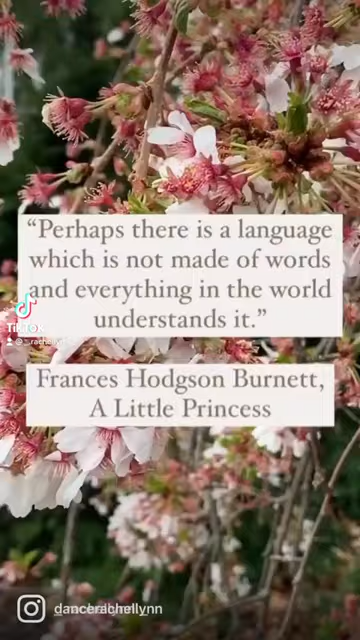 “Perhaps there is a language
which is not made of words
and everything in the world
understands it.”
TikTok
Frances Hodgson Burnett,
A Little Princess